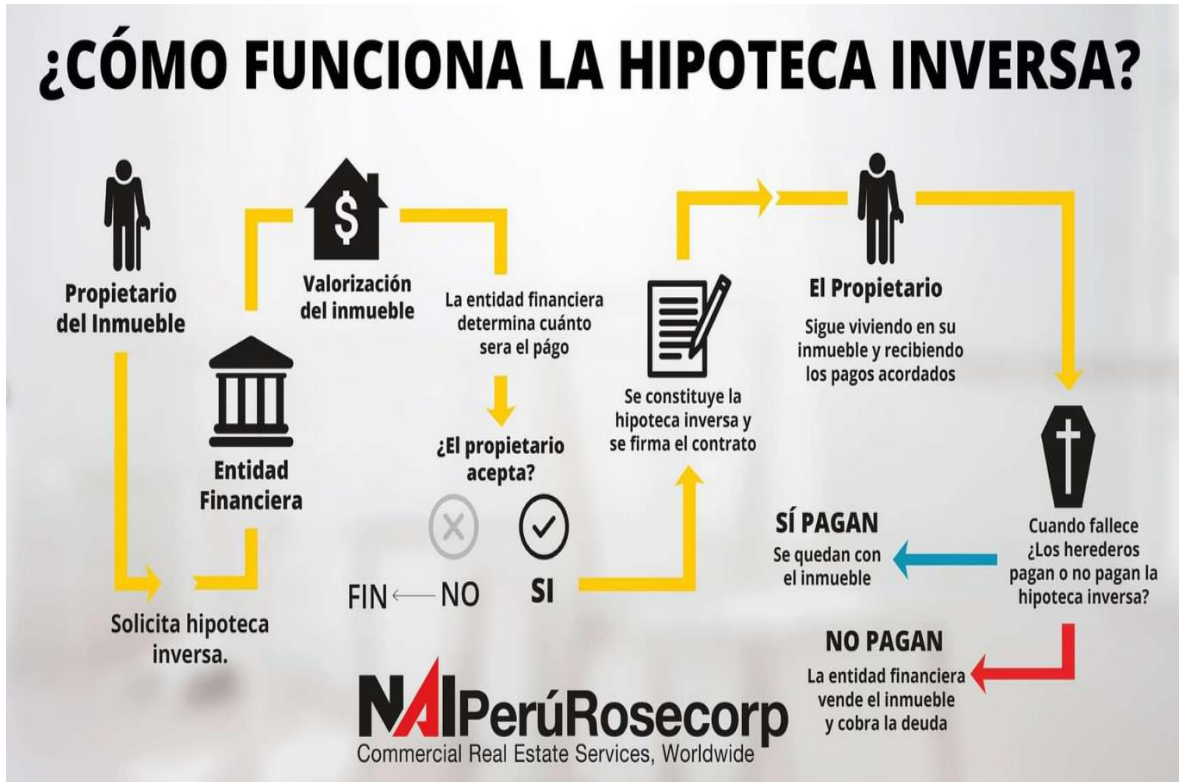 ¿CÓMO FUNCIONA LA HIPOTECA INVERSA?
Propietario
del Inmueble
Solicita hipoteca
inversa.
Entidad
Financiera
$
Valorización
del inmueble
La entidad financiera
determina cuánto
sera el págo
¿El propietario
acepta?
FIN
NO
SI
Se constituye la
hipoteca inversa y
se firma el contrato
El Propietario
Sigue viviendo en su
inmueble y recibiendo
los pagos acordados
Cuando fallece
¿Los herederos
pagan o no pagan la
hipoteca inversa?
SÍ PAGAN
Se quedan con
el inmueble
NO PAGAN
La entidad financiera
vende el inmueble
y cobra la deuda
NAIPerúRosecorp
Commercial Real Estate Services, Worldwide